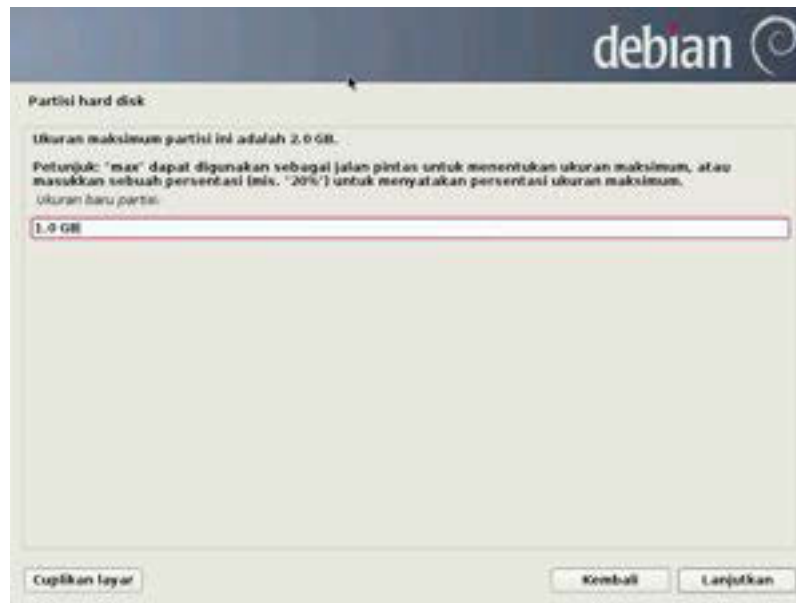 debian
Partisi hard disk
Ukuran maksimum partisi ini adalah 2.0 GB.
Petunjuk: "max" dapat digunakan sebagai jalan pintas untuk menentukan ukuran maksimum, atau
masukkan sebuah persentasi (mis. "20%") untuk menyatakan persentasi ukuran maksimum.
Ukuran baru partisi:
1.0 GB
Cuplikan layar
Kembali
Lanjutkan